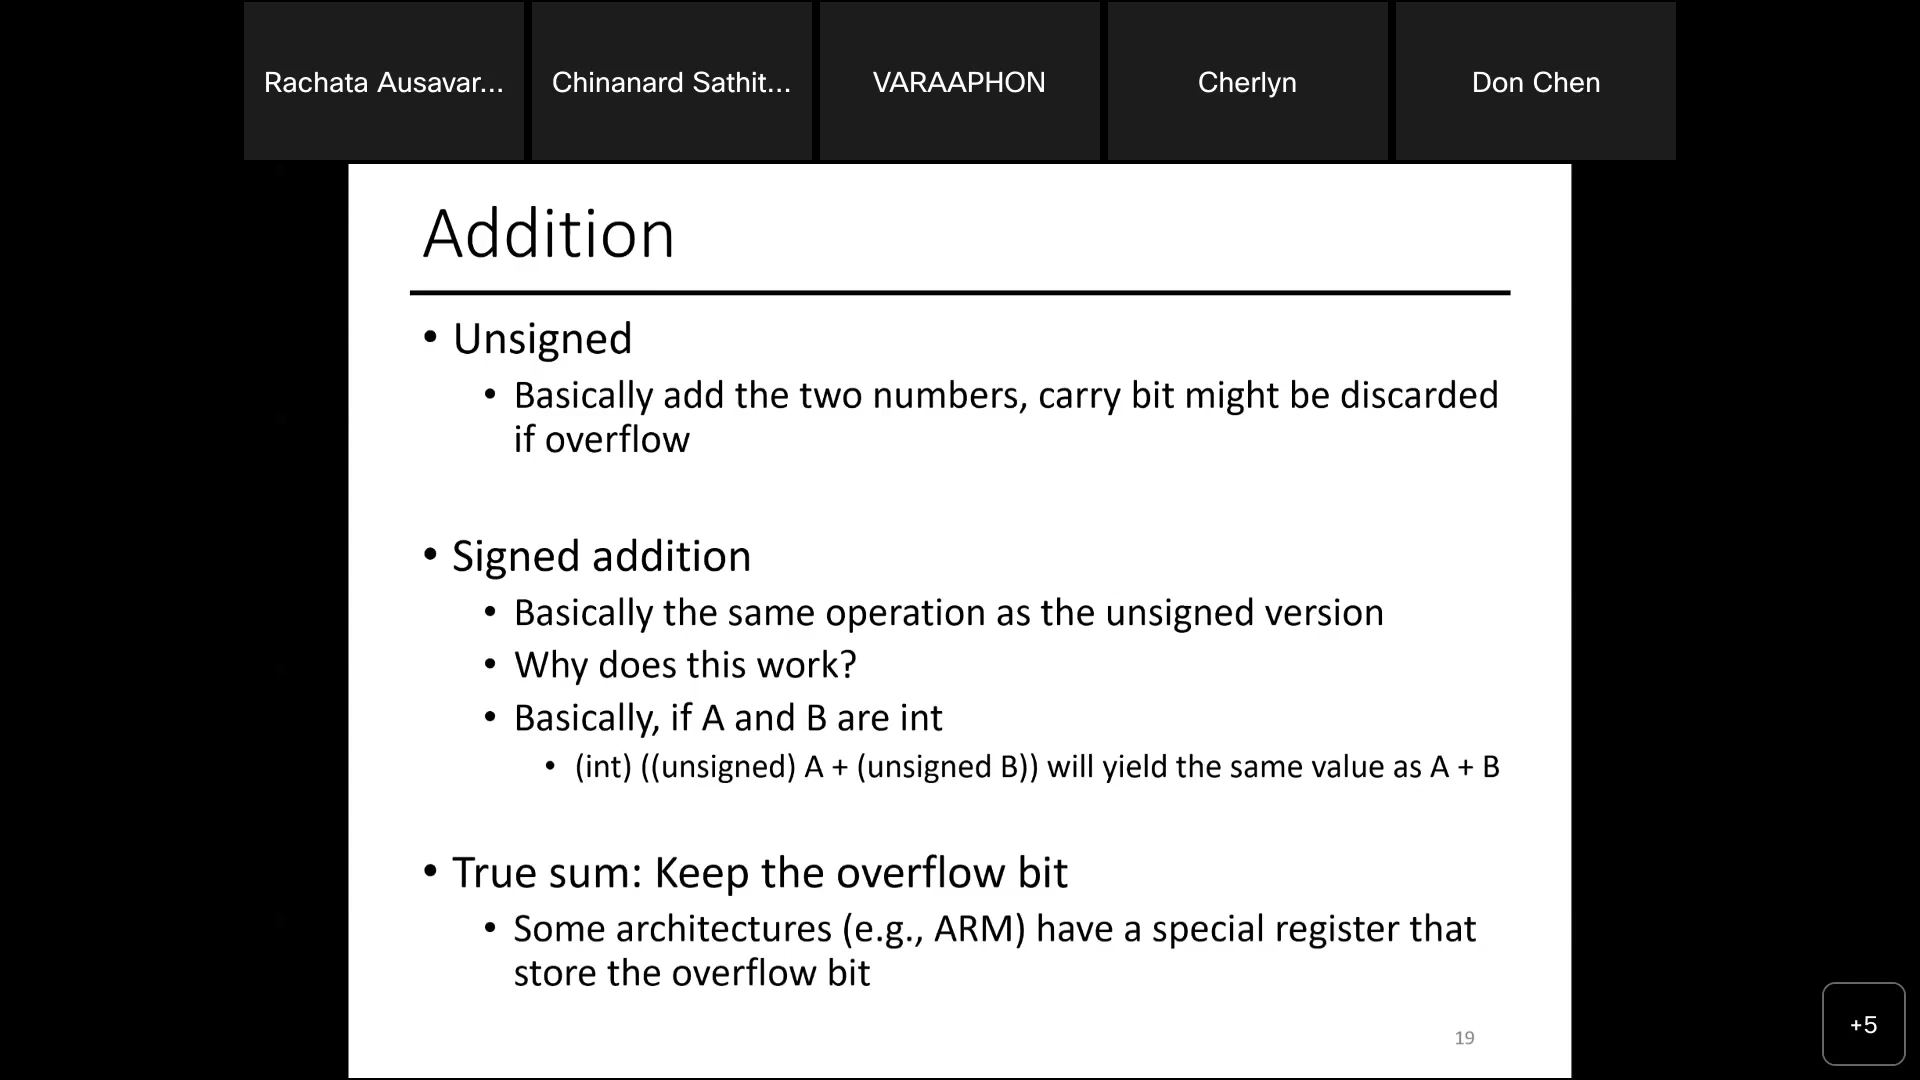 Rachata Ausavar...
Chinanard Sathit...
VARAAPHON
Cherlyn
Don Chen
Addition
• Unsigned
• Basically add the two numbers, carry bit might be discarded
if overflow
• Signed addition
• Basically the same operation as the unsigned version
• Why does this work?
• Basically, if A and B are int
• (int) ((unsigned) A + (unsigned B)) will yield the same value as A + B
• True sum: Keep the overflow bit
• Some architectures (e.g., ARM) have a special register that
store the overflow bit
19
+5